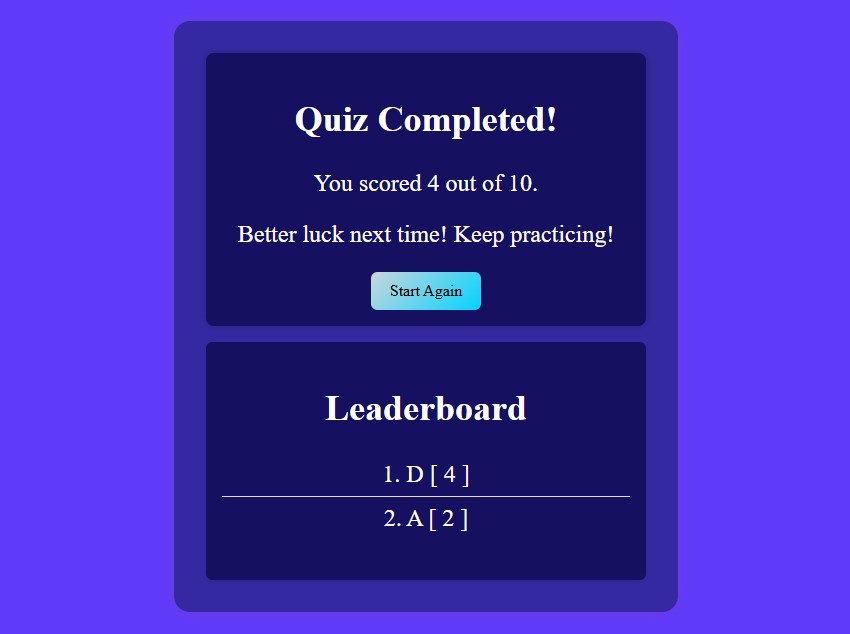 Quiz Completed!
You scored 4 out of 10.
Better luck next time! Keep practicing!
Start Again
Leaderboard
1. D [ 4 ]
2. A [ 2 ]